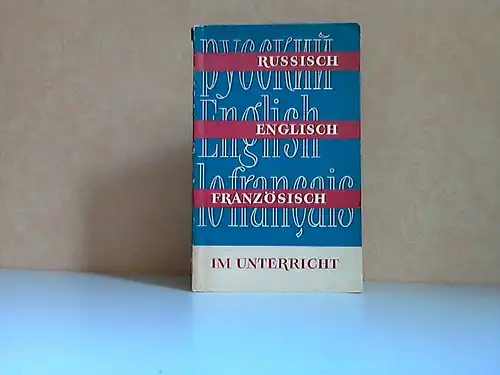 русский
RUSSISCH
English
ENGLISCH
le français
FRANZÖSISCH
IM UNTERRICHT